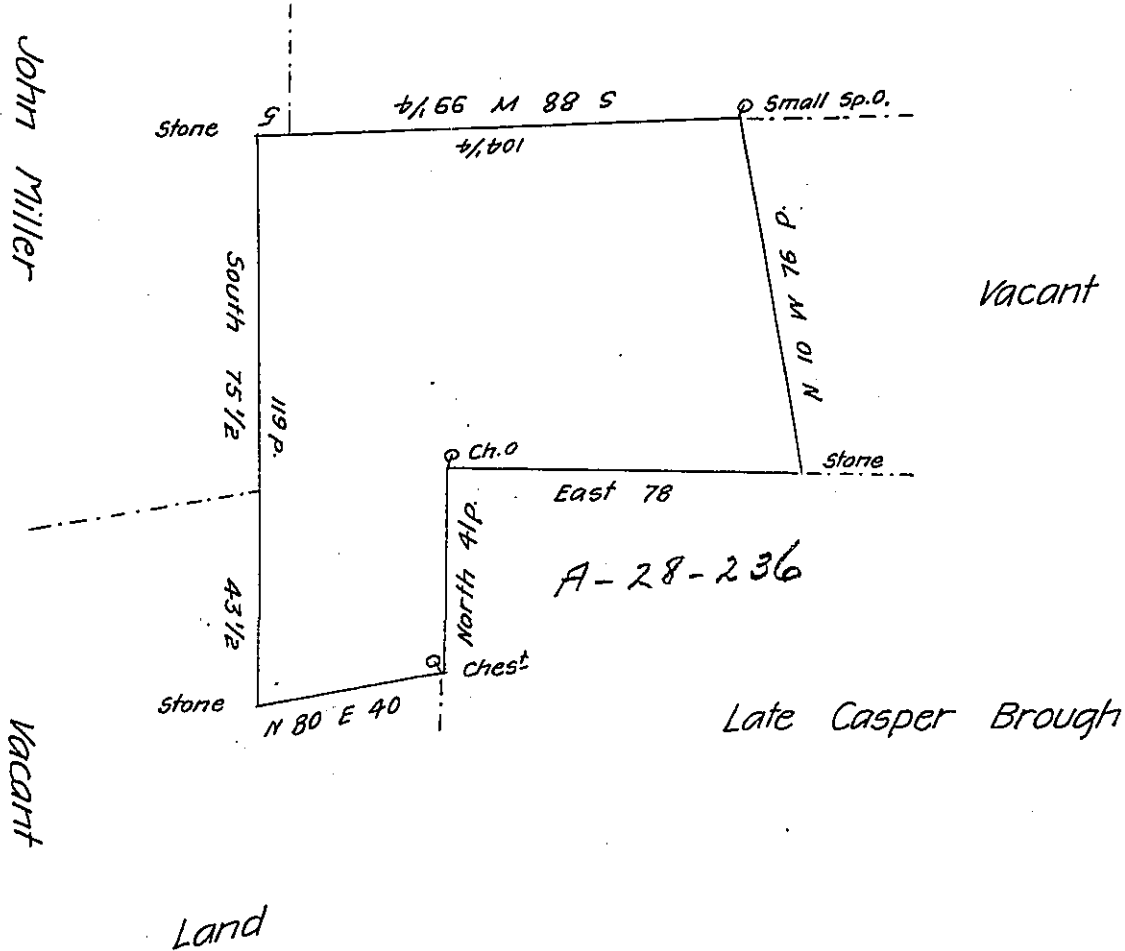 John Miller
Stone
5
S 88 W 99 1/4
104 1/4
Small Sp.O.
South 75 1/2
119 P.
N 10 W 76 P.
Vacant
Ch.O
East 78
Stone
North 41p.
A-28-236
43 1/2
Chest
Stone
N 80 E 40
Late Casper Brough
Vacant
Land